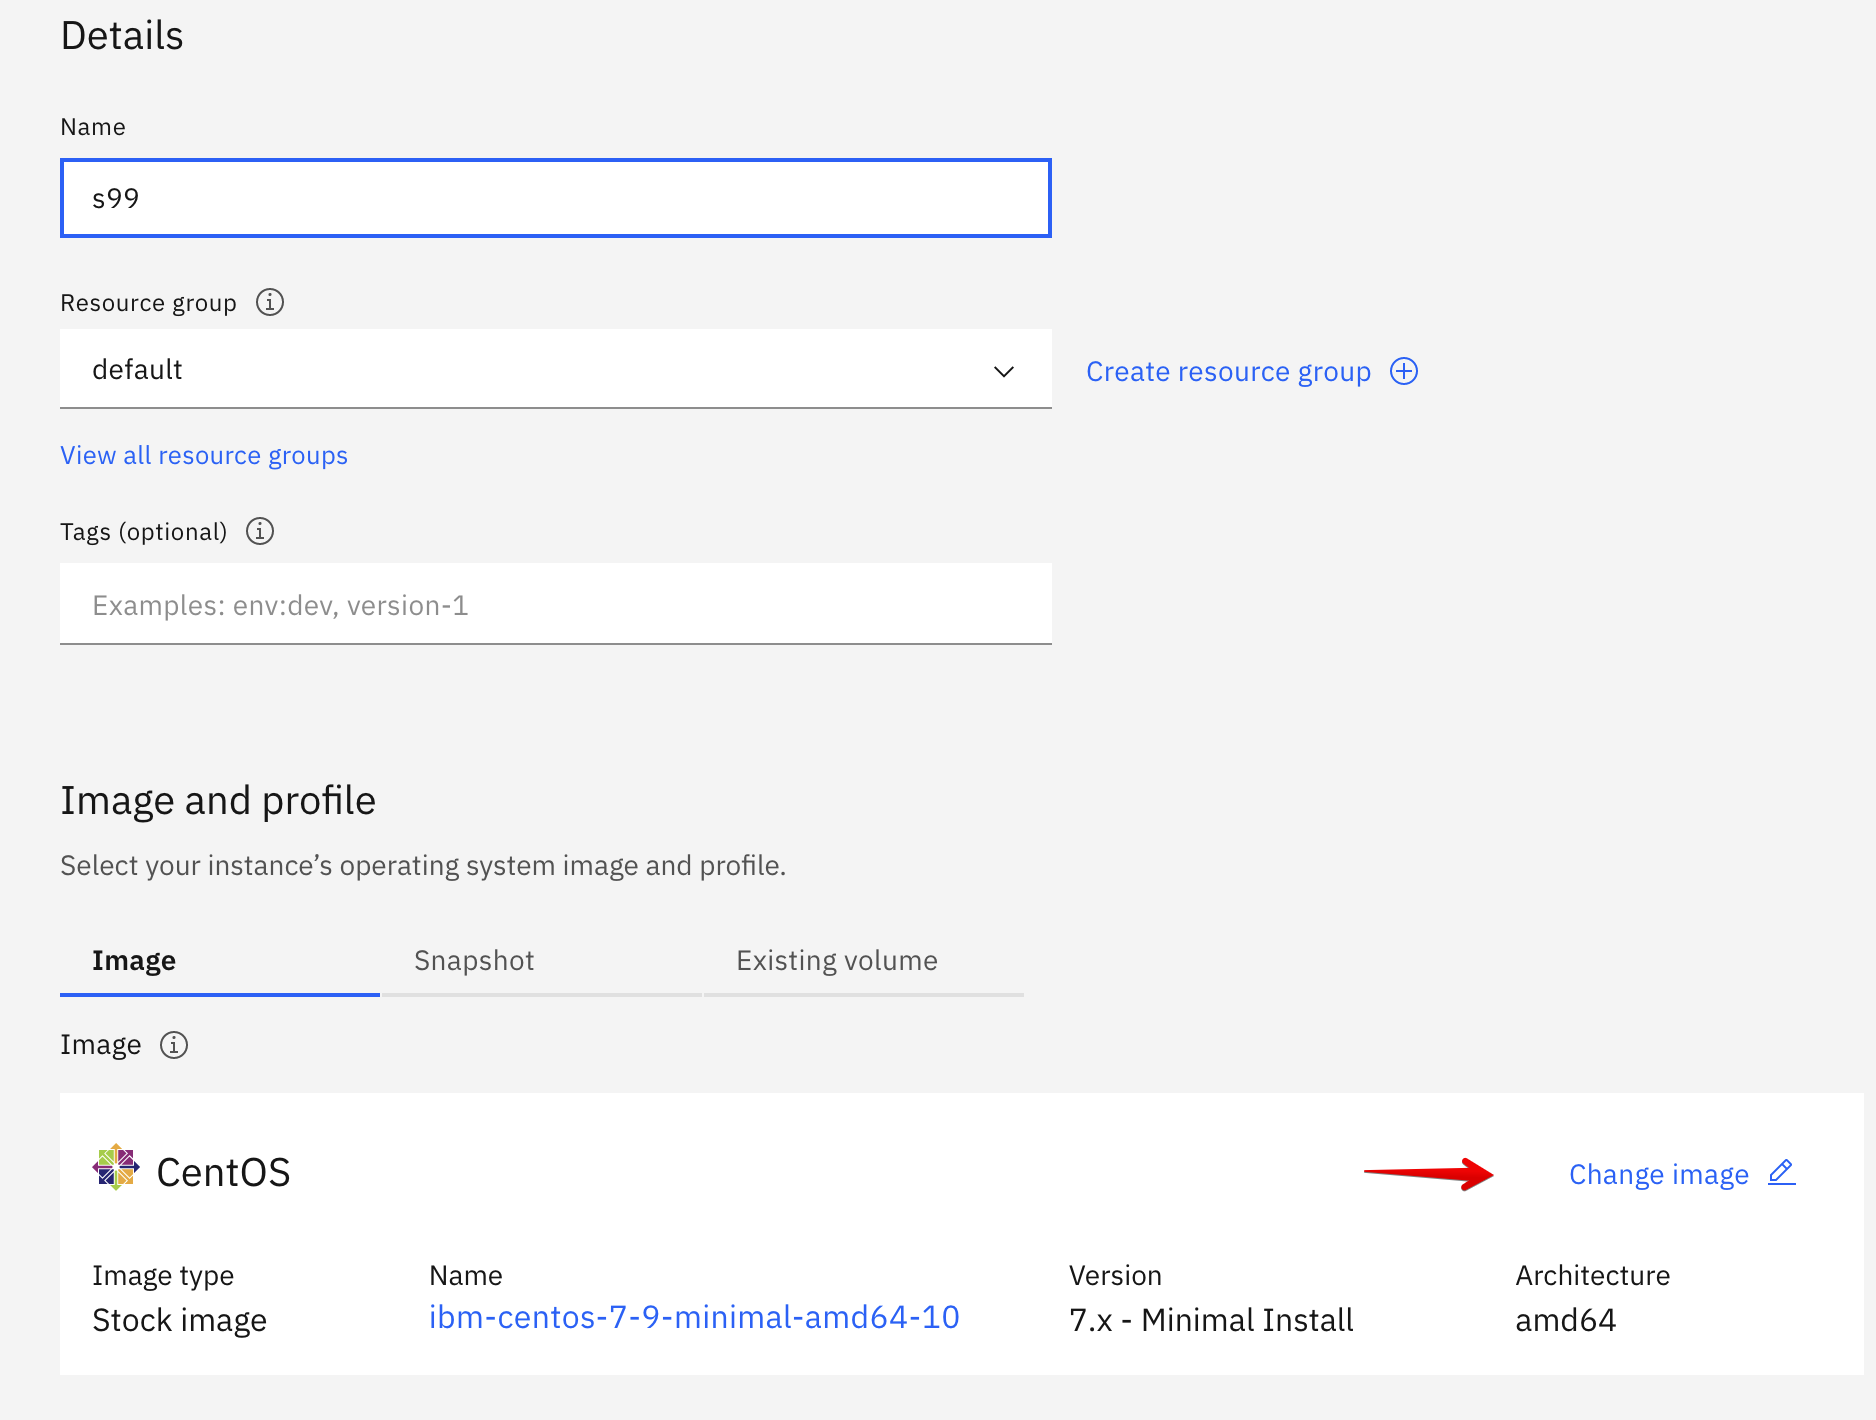 Details
Name
s99
Resource group
default
Create resource group
View all resource groups
Tags (optional)
Examples: env:dev, version-1
Image and profile
Select your instance’s operating system image and profile.
Image Snapshot Existing volume
Image
CentOS
Change image
Image type Name Version Architecture
Stock image ibm-centos-7-9-minimal-amd64-10 7.x - Minimal Install amd64